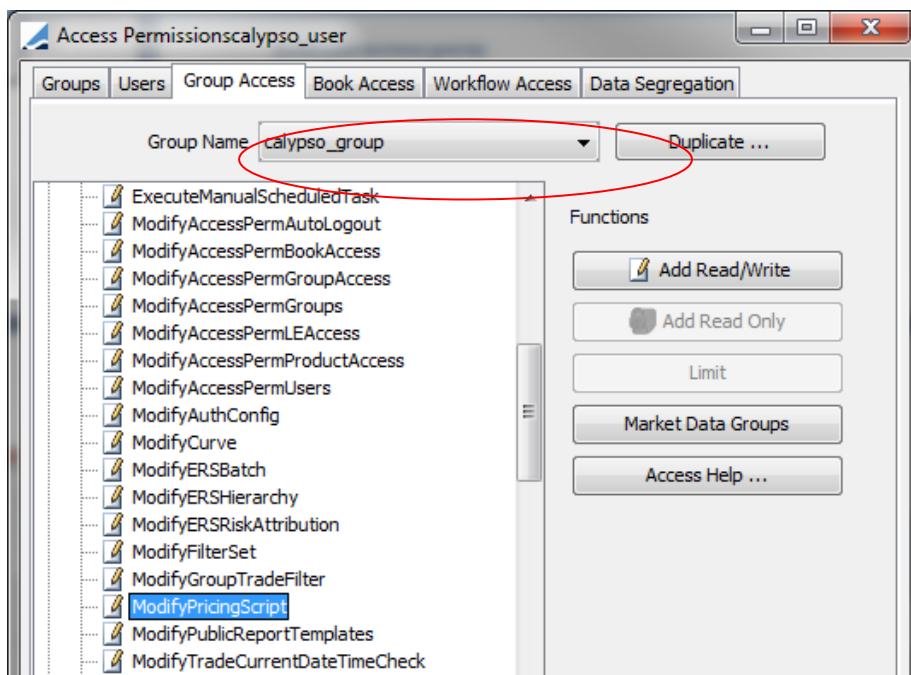 Access Permissionscalypso_user
Groups Users Group Access Book Access Workflow Access Data Segregation
Group Name calypso_group Duplicate ...
ExecuteManualScheduledTask
ModifyAccessPermAutoLogout
Functions
ModifyAccessPermBookAccess
Add Read/Write
ModifyAccessPermGroupAccess
ModifyAccessPermGroups
Add Read Only
ModifyAccessPermLEAccess
ModifyAccessPermProductAccess
Limit
ModifyAccessPermUsers
ModifyAuthConfig
Market Data Groups
ModifyCurve
ModifyERSBatch
Access Help ...
ModifyERSHierarchy
ModifyERSRiskAttribution
ModifyFilterSet
ModifyGroupTradeFilter
ModifyPricingScript
ModifyPublicReportTemplates
ModifyTradeCurrentDateTimeCheck